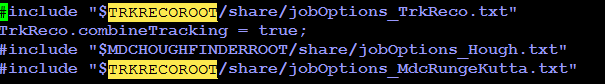 #include "$TRKRECOROOT/share/jobOptions_TrkReco.txt"
TrkReco.combineTracking = true;
#include "$MDCHOUGHFINDERROOT/share/jobOptions_Hough.txt"
#include "$TRKRECOROOT/share/jobOptions_MdcRungeKutta.txt"